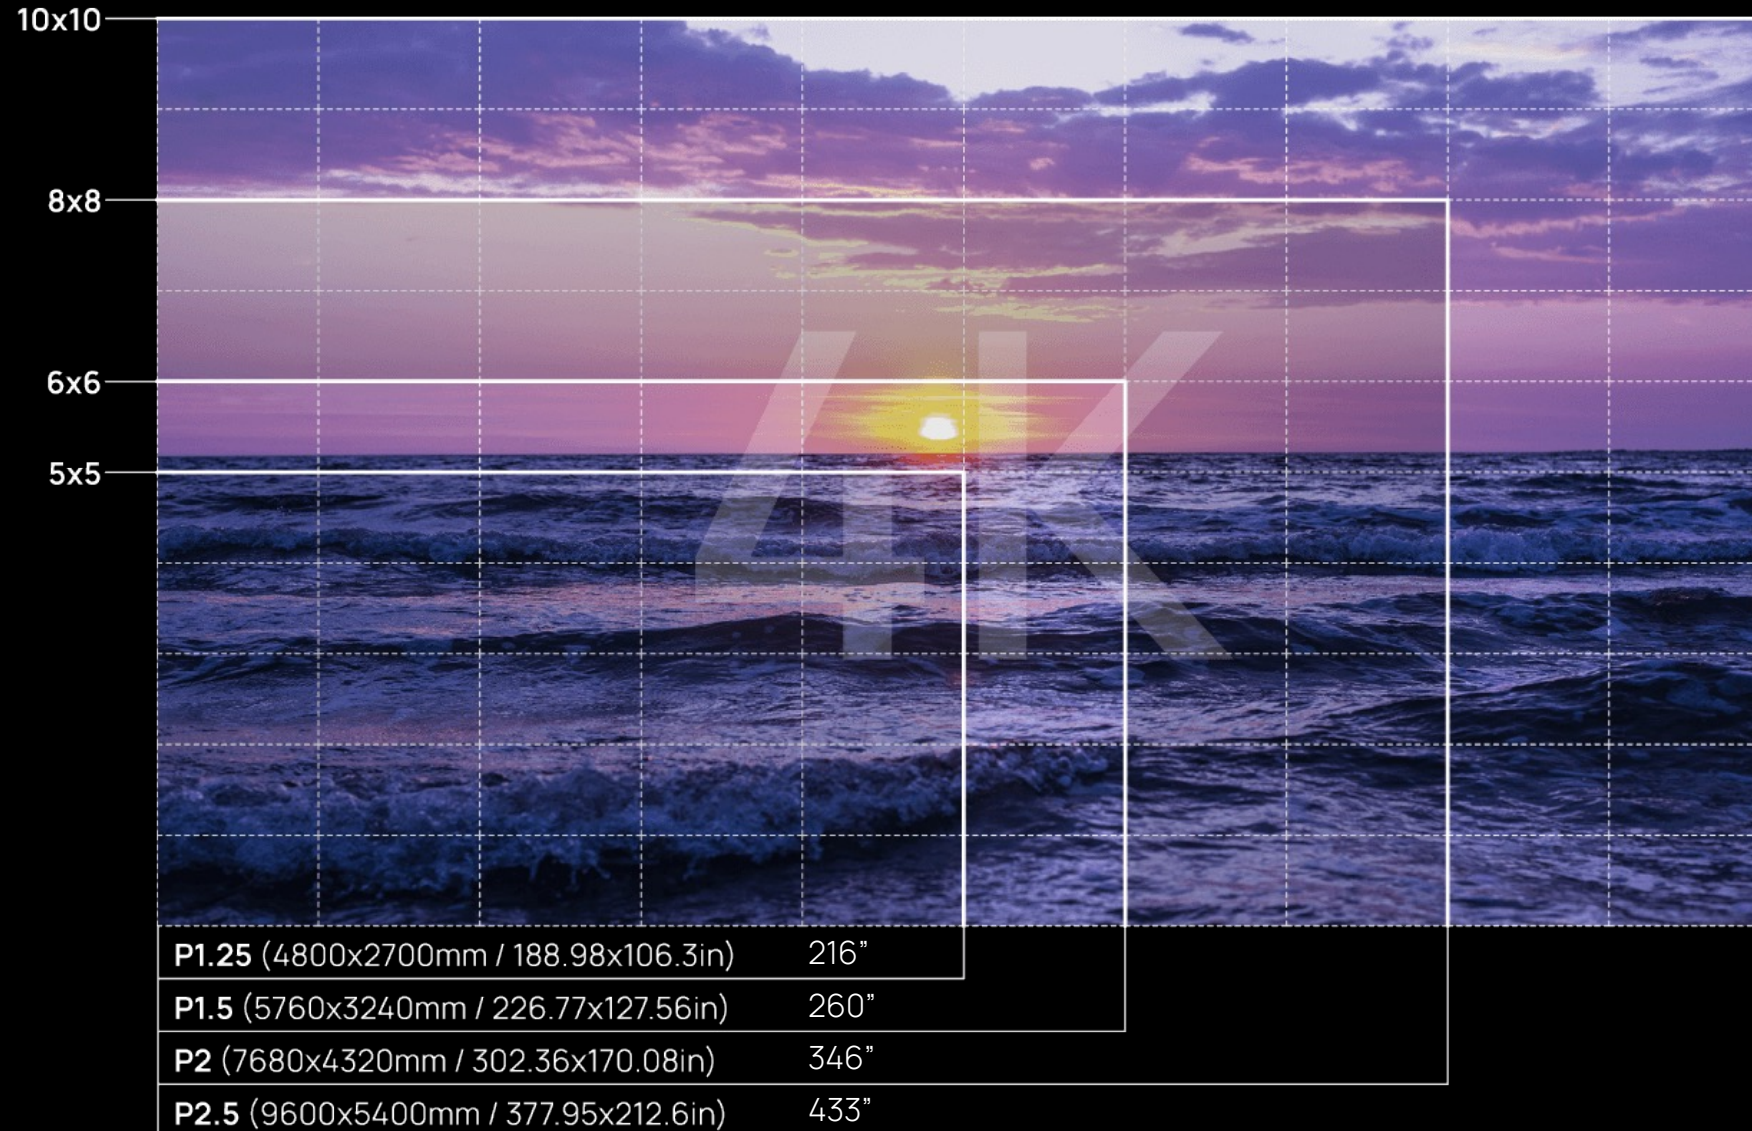 10x10
8x8
6x6
5x5
4K
P1.25 (4800x2700mm / 188.98x106.3in) 216”
P1.5 (5760x3240mm / 226.77x127.56in) 260”
P2 (7680x4320mm / 302.36x170.08in) 346”
P2.5 (9600x5400mm / 377.95x212.6in) 433”